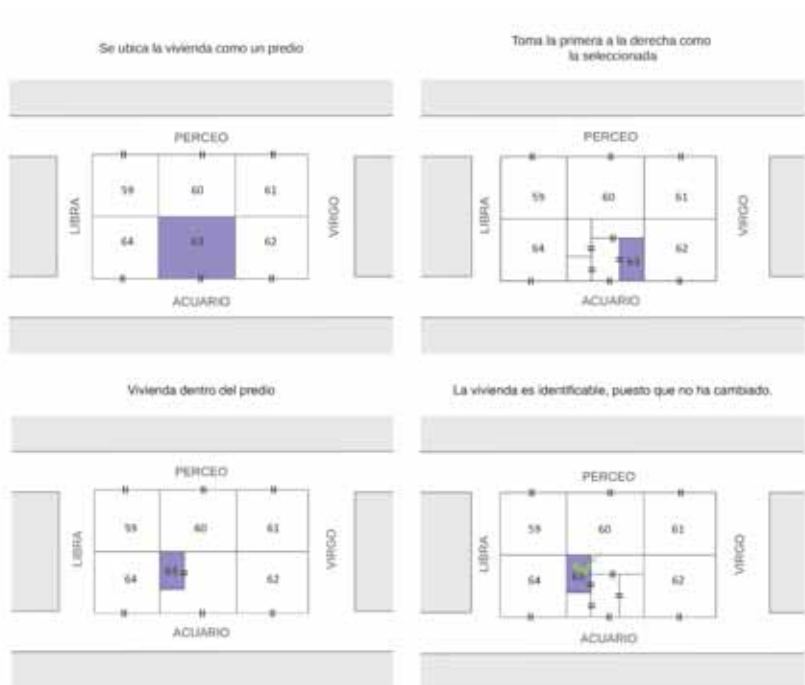 Se ubica la vivienda como un predio
PERCEO
59 60 61
LIBRA
VIRGO
64 63 62
ACUARIO
Toma la primera a la derecha como
la seleccionada
PERCEO
59 60 61
LIBRA
VIRGO
64 63 62
ACUARIO
Vivienda dentro del predio
PERCEO
59 60 61
LIBRA
VIRGO
64 63 62
ACUARIO
La vivienda es identificable, puesto que no ha cambiado.
PERCEO
59 60 61
LIBRA
VIRGO
64 62
ACUARIO